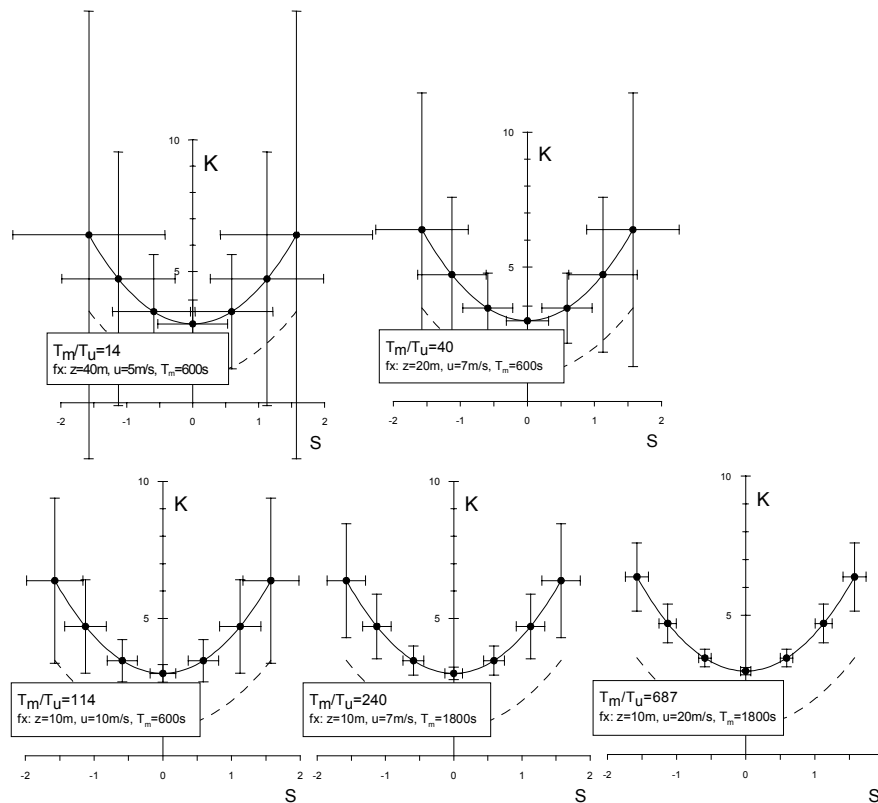 10
K
5
T_m/T_u=14
fx: z=40m, u=5m/s, T_m=600s
-2 -1 0 1 2
S
10
K
5
T_m/T_u=40
fx: z=20m, u=7m/s, T_m=600s
-2 -1 0 1 2
S
10
K
5
T_m/T_u=114
fx: z=10m, u=10m/s, T_m=600s
-2 -1 0 1 2
S
10
K
5
T_m/T_u=240
fx: z=10m, u=7m/s, T_m=1800s
-2 -1 0 1 2
S
10
K
5
T_m/T_u=687
fx: z=10m, u=20m/s, T_m=1800s
-2 -1 0 1
S